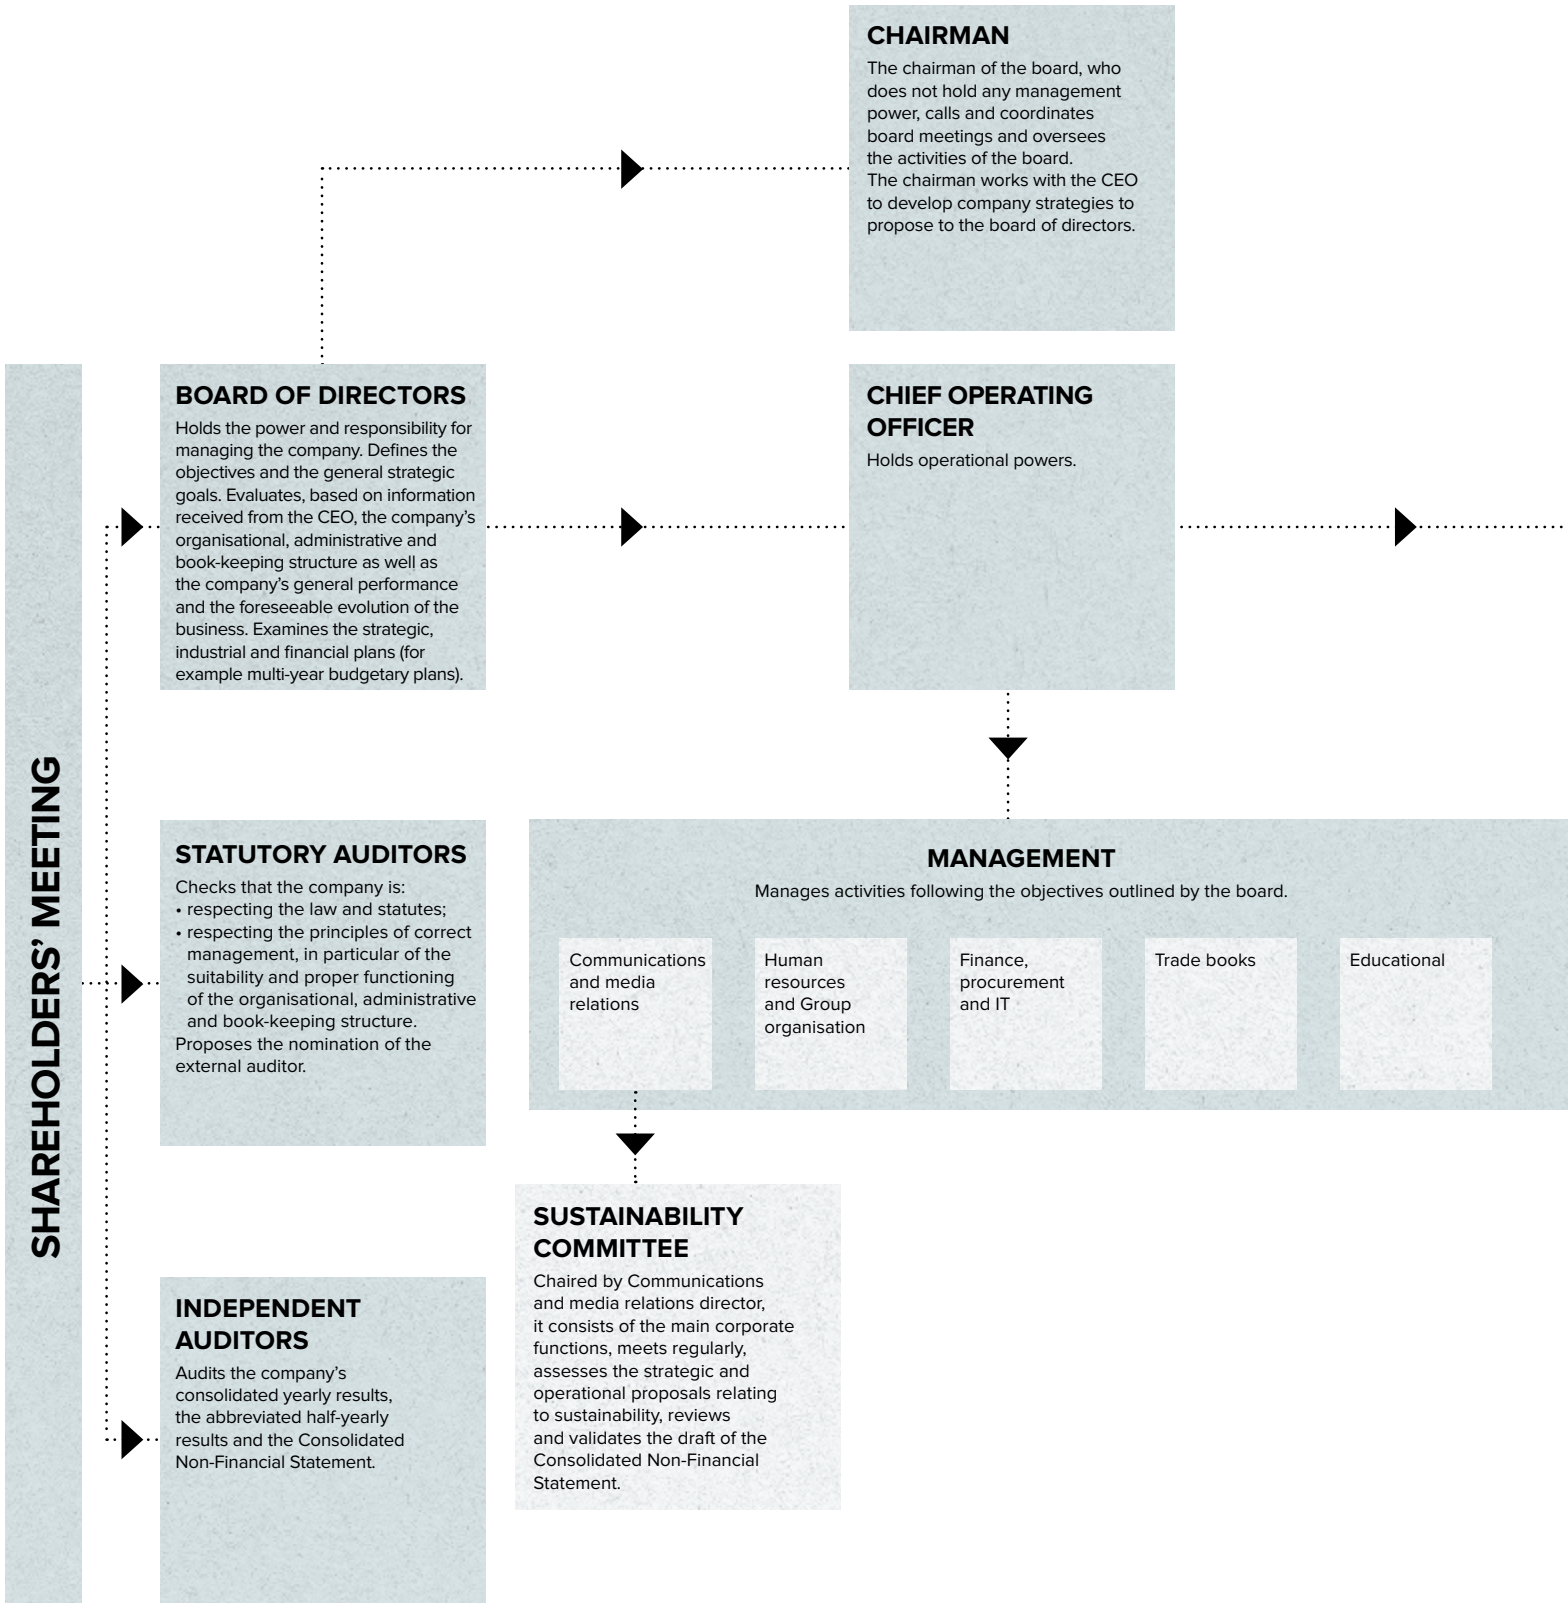 CHAIRMAN
The chairman of the board, who
does not hold any management
power, calls and coordinates
board meetings and oversees
the activities of the board.
The chairman works with the CEO
to develop company strategies to
propose to the board of directors.
SHAREHOLDERS’ MEETING
BOARD OF DIRECTORS
Holds the power and responsibility for
managing the company. Defines the
objectives and the general strategic
goals. Evaluates, based on information
received from the CEO, the company’s
organisational, administrative and
book-keeping structure as well as
the company’s general performance
and the foreseeable evolution of the
business. Examines the strategic,
industrial and financial plans (for
example multi-year budgetary plans).
CHIEF OPERATING
OFFICER
Holds operational powers.
STATUTORY AUDITORS
Checks that the company is:
• respecting the law and statutes;
• respecting the principles of correct
management, in particular of the
suitability and proper functioning
of the organisational, administrative
and book-keeping structure.
Proposes the nomination of the
external auditor.
MANAGEMENT
Manages activities following the objectives outlined by the board.
Communications
and media
relations
Human
resources
and Group
organisation
Finance,
procurement
and IT
Trade books
Educational
INDEPENDENT
AUDITORS
Audits the company’s
consolidated yearly results,
the abbreviated half-yearly
results and the Consolidated
Non-Financial Statement.
SUSTAINABILITY
COMMITTEE
Chaired by Communications
and media relations director,
it consists of the main corporate
functions, meets regularly,
assesses the strategic and
operational proposals relating
to sustainability, reviews
and validates the draft of the
Consolidated Non-Financial
Statement.